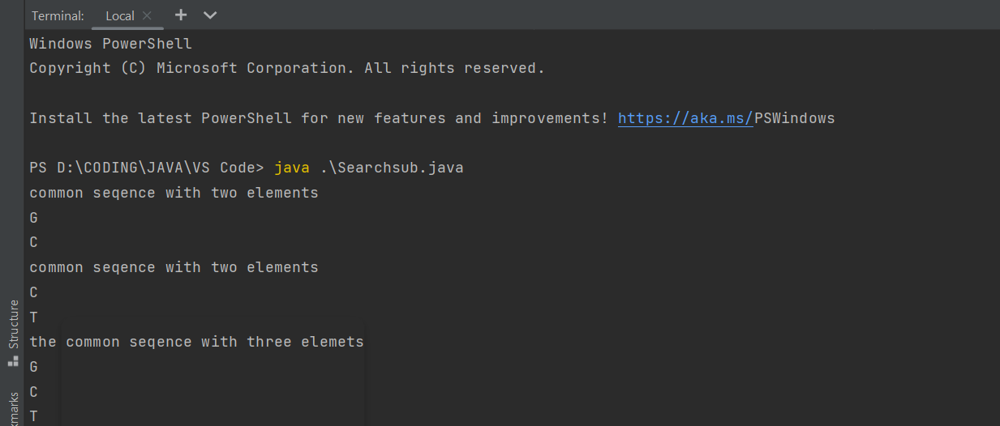 Terminal: Local
Windows PowerShell
Copyright (C) Microsoft Corporation. All rights reserved.
Install the latest PowerShell for new features and improvements! https://aka.ms/PSWindows
PS D:\CODING\JAVA\VS Code> java .\Searchsub.java
common seqence with two elements
G
C
common seqence with two elements
C
T
the common seqence with three elemets
G
C
T
Structure